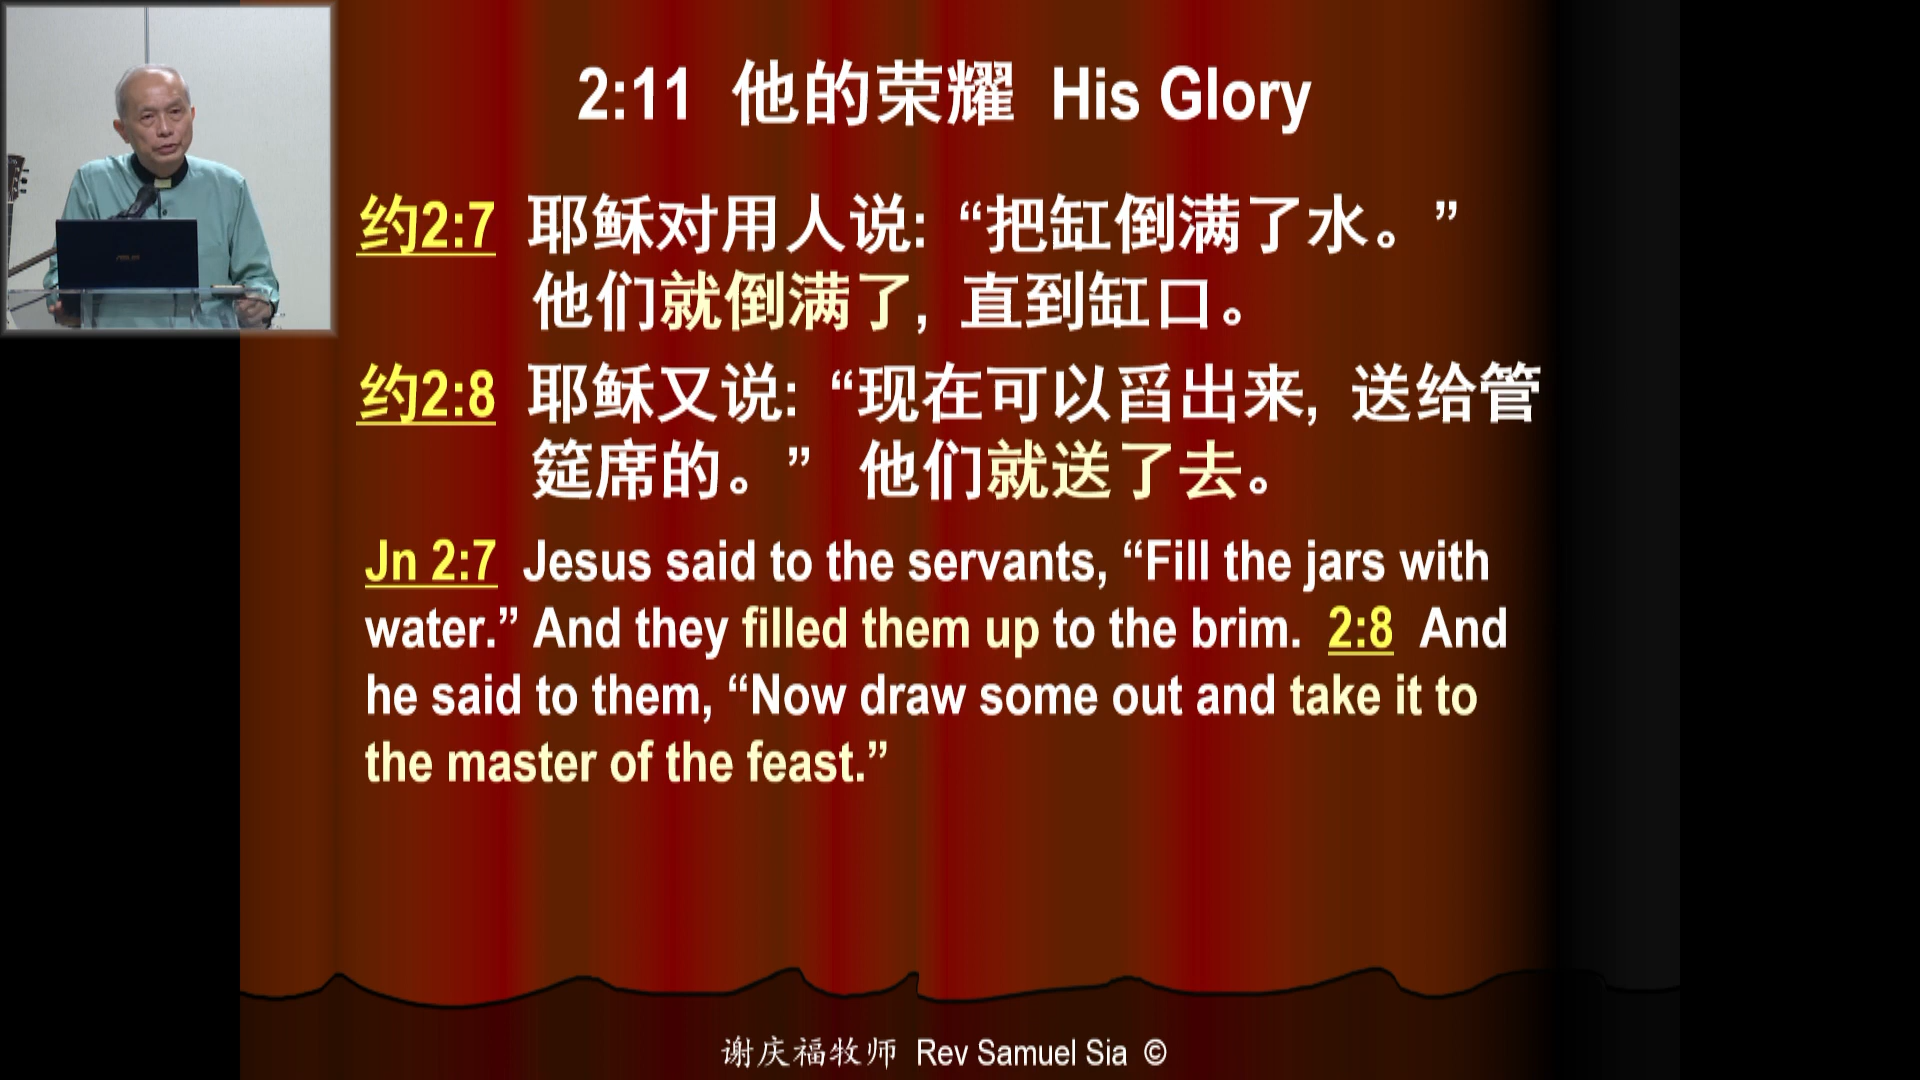 2:11 他的荣耀 His Glory
约2:7 耶稣对用人说: “把缸倒满了水。”
他们就倒满了, 直到缸口。
约2:8 耶稣又说: “现在可以舀出来, 送给管
筵席的。” 他们就送了去。
Jn 2:7 Jesus said to the servants, “Fill the jars with
water.” And they filled them up to the brim. 2:8 And
he said to them, “Now draw some out and take it to
the master of the feast.”
谢庆福牧师 Rev Samuel Sia ©